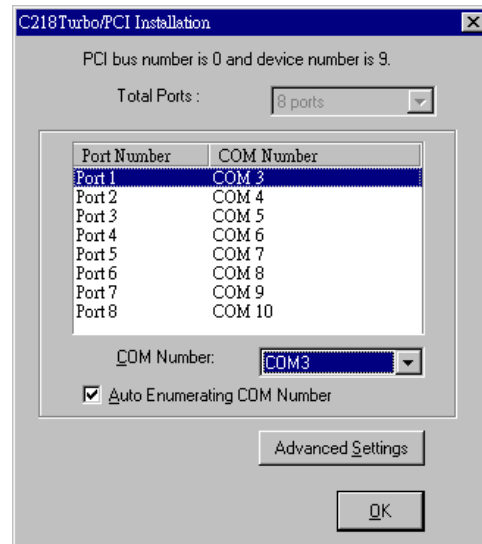 C218Turbo/PCI Installation
PCI bus number is 0 and device number is 9.
Total Ports : 8 ports
Port Number COM Number
Port 1 COM 3
Port 2 COM 4
Port 3 COM 5
Port 4 COM 6
Port 5 COM 7
Port 6 COM 8
Port 7 COM 9
Port 8 COM 10
COM Number: COM3
Auto Enumerating COM Number
Advanced Settings
OK